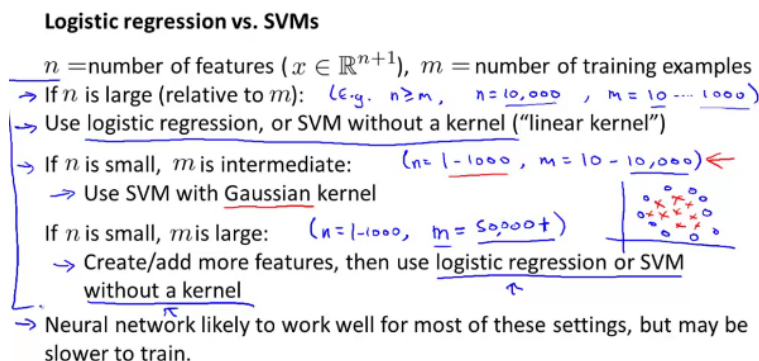 Logistic regression vs. SVMs
n =number of features ( x ∈ ℝⁿ⁺¹), m = number of training examples
→ If n is large (relative to m): (E.g. n≥m, n=10,000 , m = 10 ... 1000)
→ Use logistic regression, or SVM without a kernel (“linear kernel”)
→ If n is small, m is intermediate: (n= 1-1000 , m = 10 - 10,000) ←
→ Use SVM with Gaussian kernel
If n is small, m is large: (n=1-1000, m = 50,000+)
→ Create/add more features, then use logistic regression or SVM
without a kernel
→ Neural network likely to work well for most of these settings, but may be
slower to train.